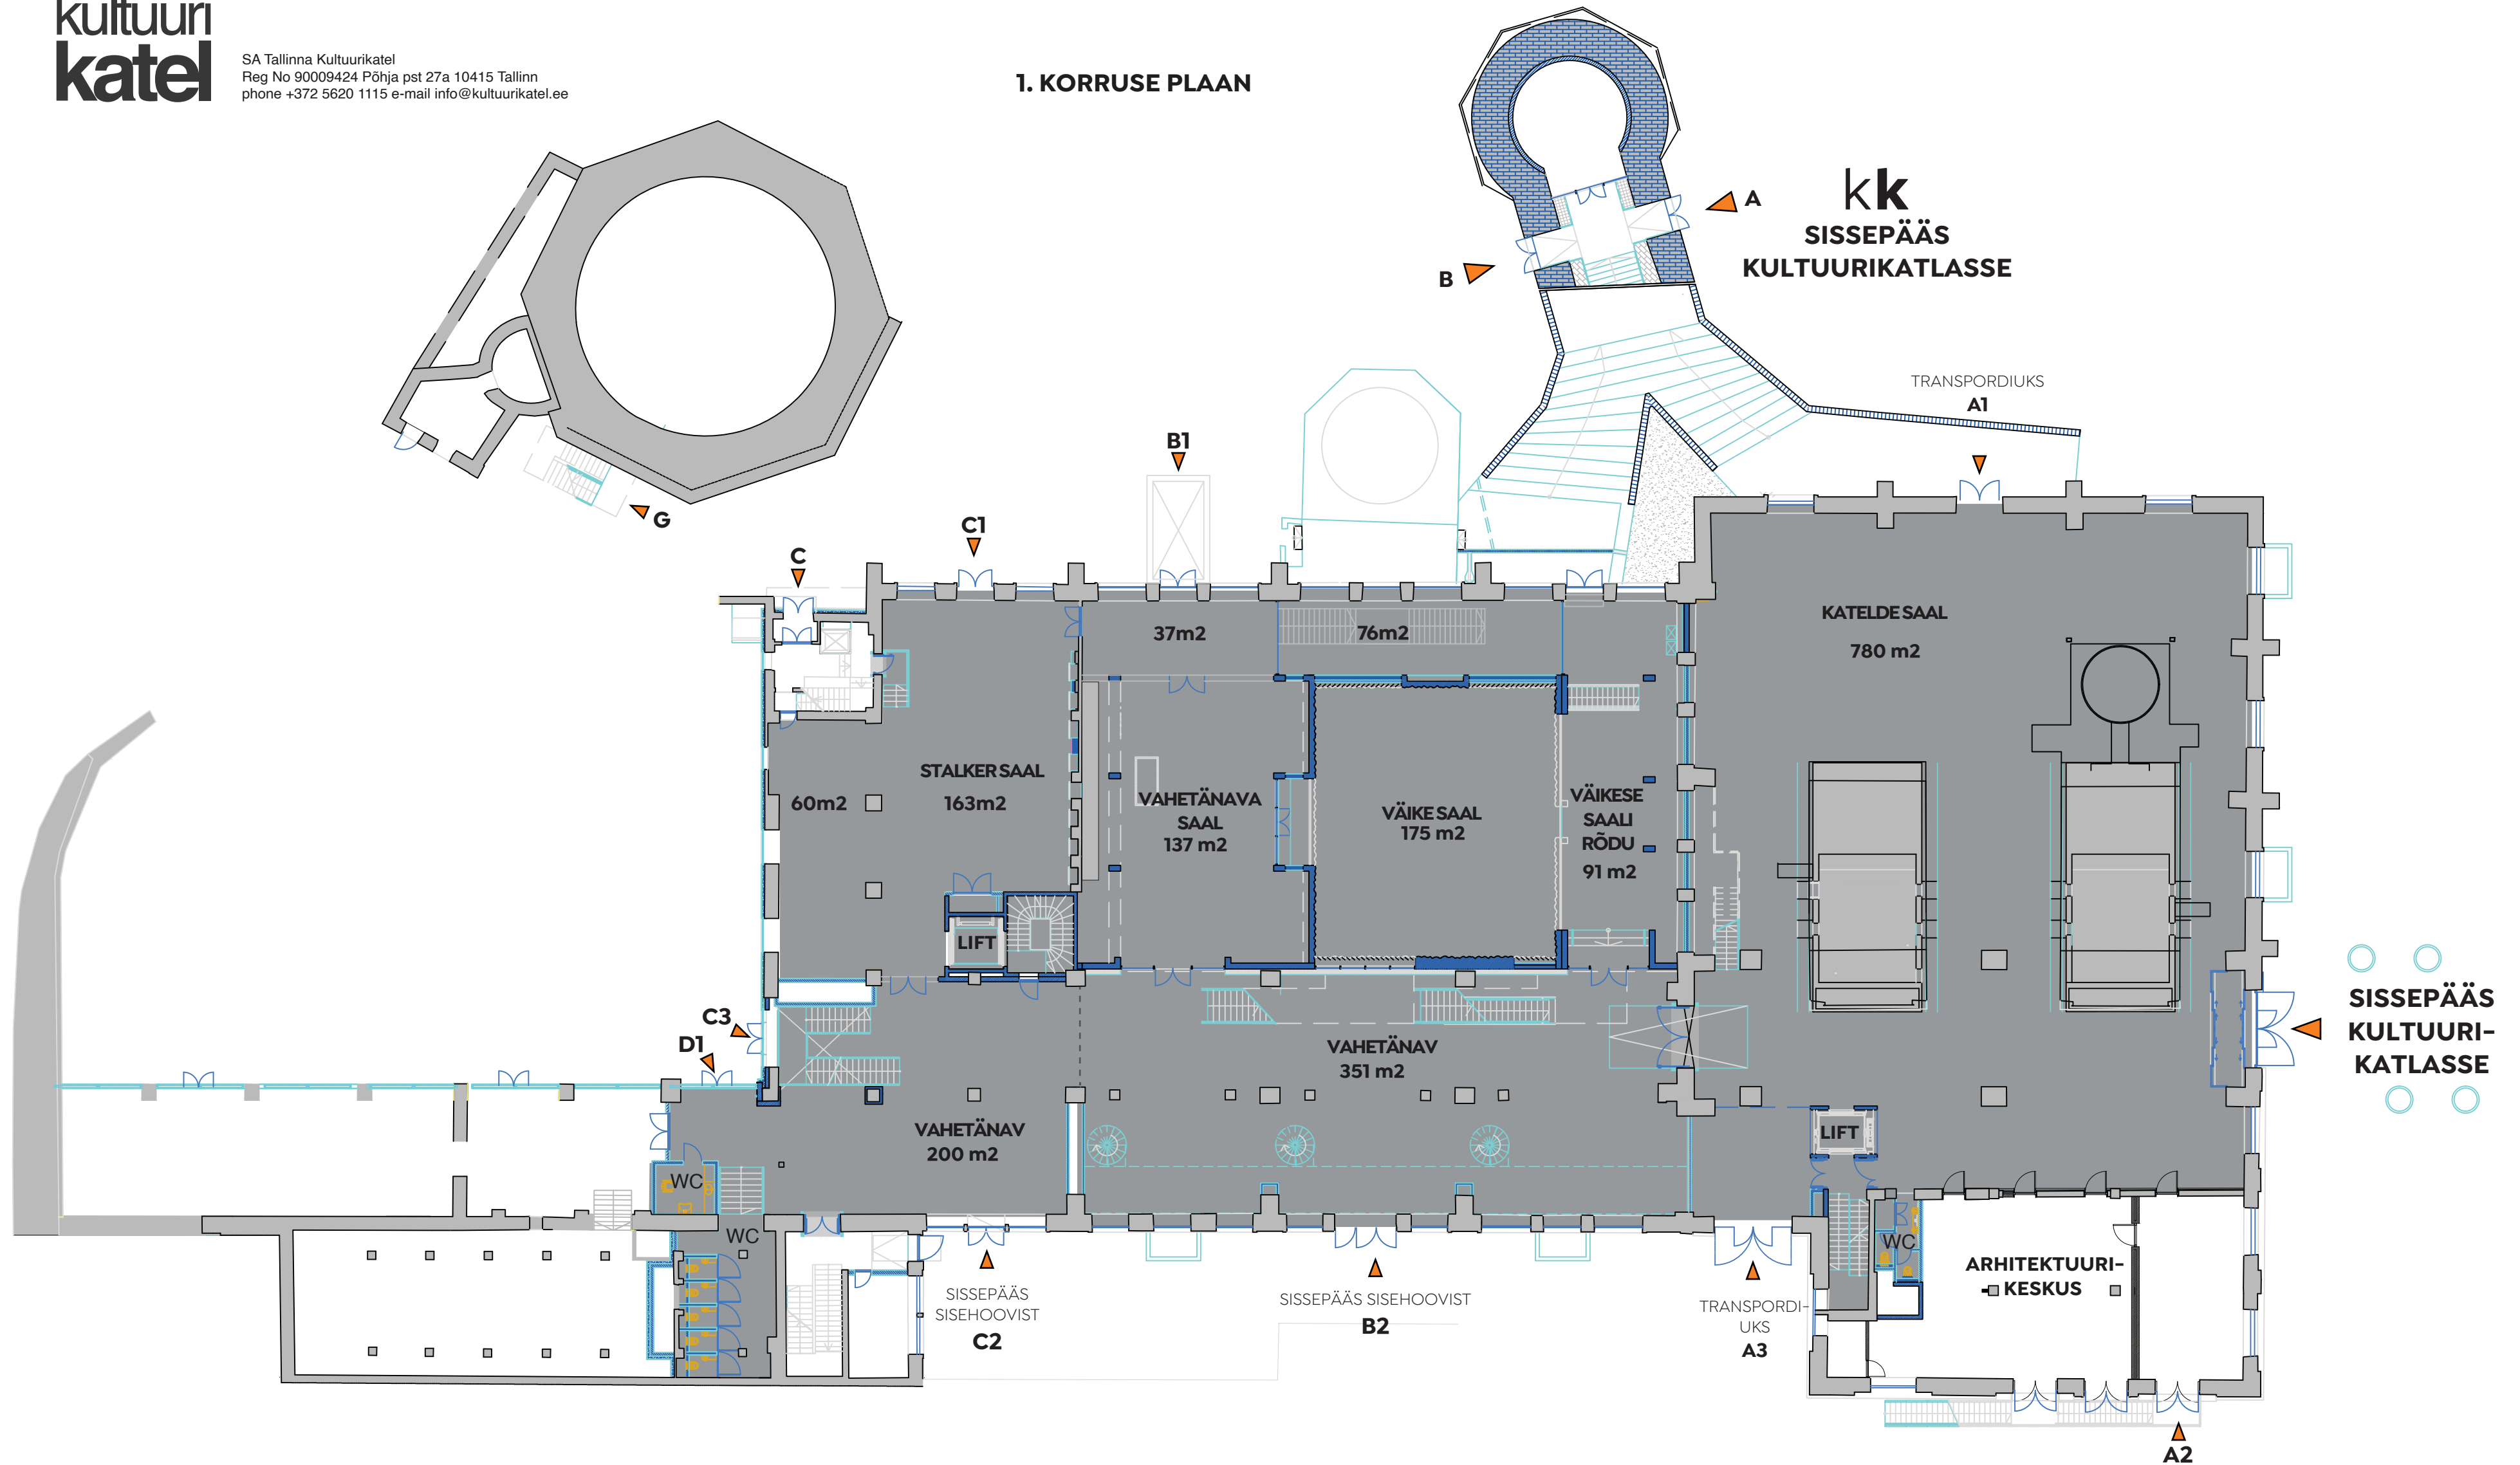 kultuuri
katel
SA Tallinna Kultuurikatel
Reg No 90009424 Põhja pst 27a 10415 Tallinn
phone +372 5620 1115 e-mail info@kultuurikatel.ee
1. KORRUSE PLAAN
A
kk
SISSEPÄÄS
KULTUURIKATLASSE
B
TRANSPORDIUKS
A1
B1
G
C1
C
37m2
76m2
KATELDE SAAL
780 m2
STALKER SAAL
60m2
163m2
VAHETÄNAVA
SAAL
137 m2
VÄIKE SAAL
175 m2
VÄIKESE
SAALI
RÕDU
91 m2
LIFT
SISSEPÄÄS
KULTUURI-
KATLASSE
C3
D1
VAHETÄNAV
351 m2
VAHETÄNAV
200 m2
LIFT
WC
WC
WC
ARHITEKTUURI-
KESKUS
SISSEPÄÄS
SISEHOOVIST
C2
SISSEPÄÄS SISEHOOVIST
B2
TRANSPORDI-
UKS
A3
A2